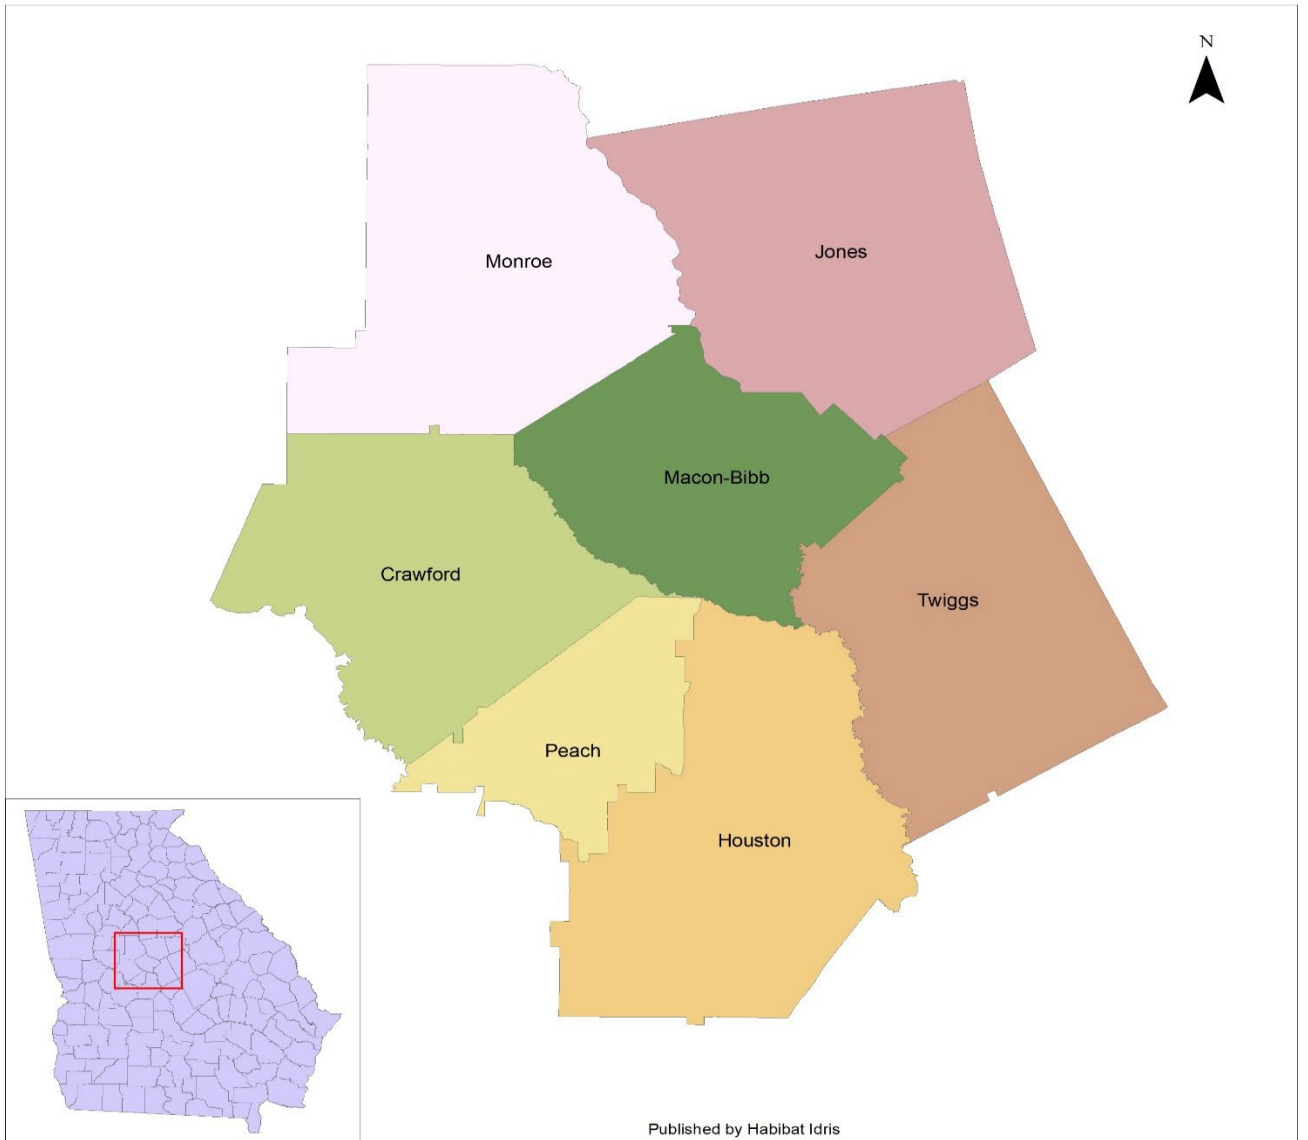 N
Jones
Monroe
Macon-Bibb
Crawford
Twiggs
Peach
Houston
Published by Habibat Idris